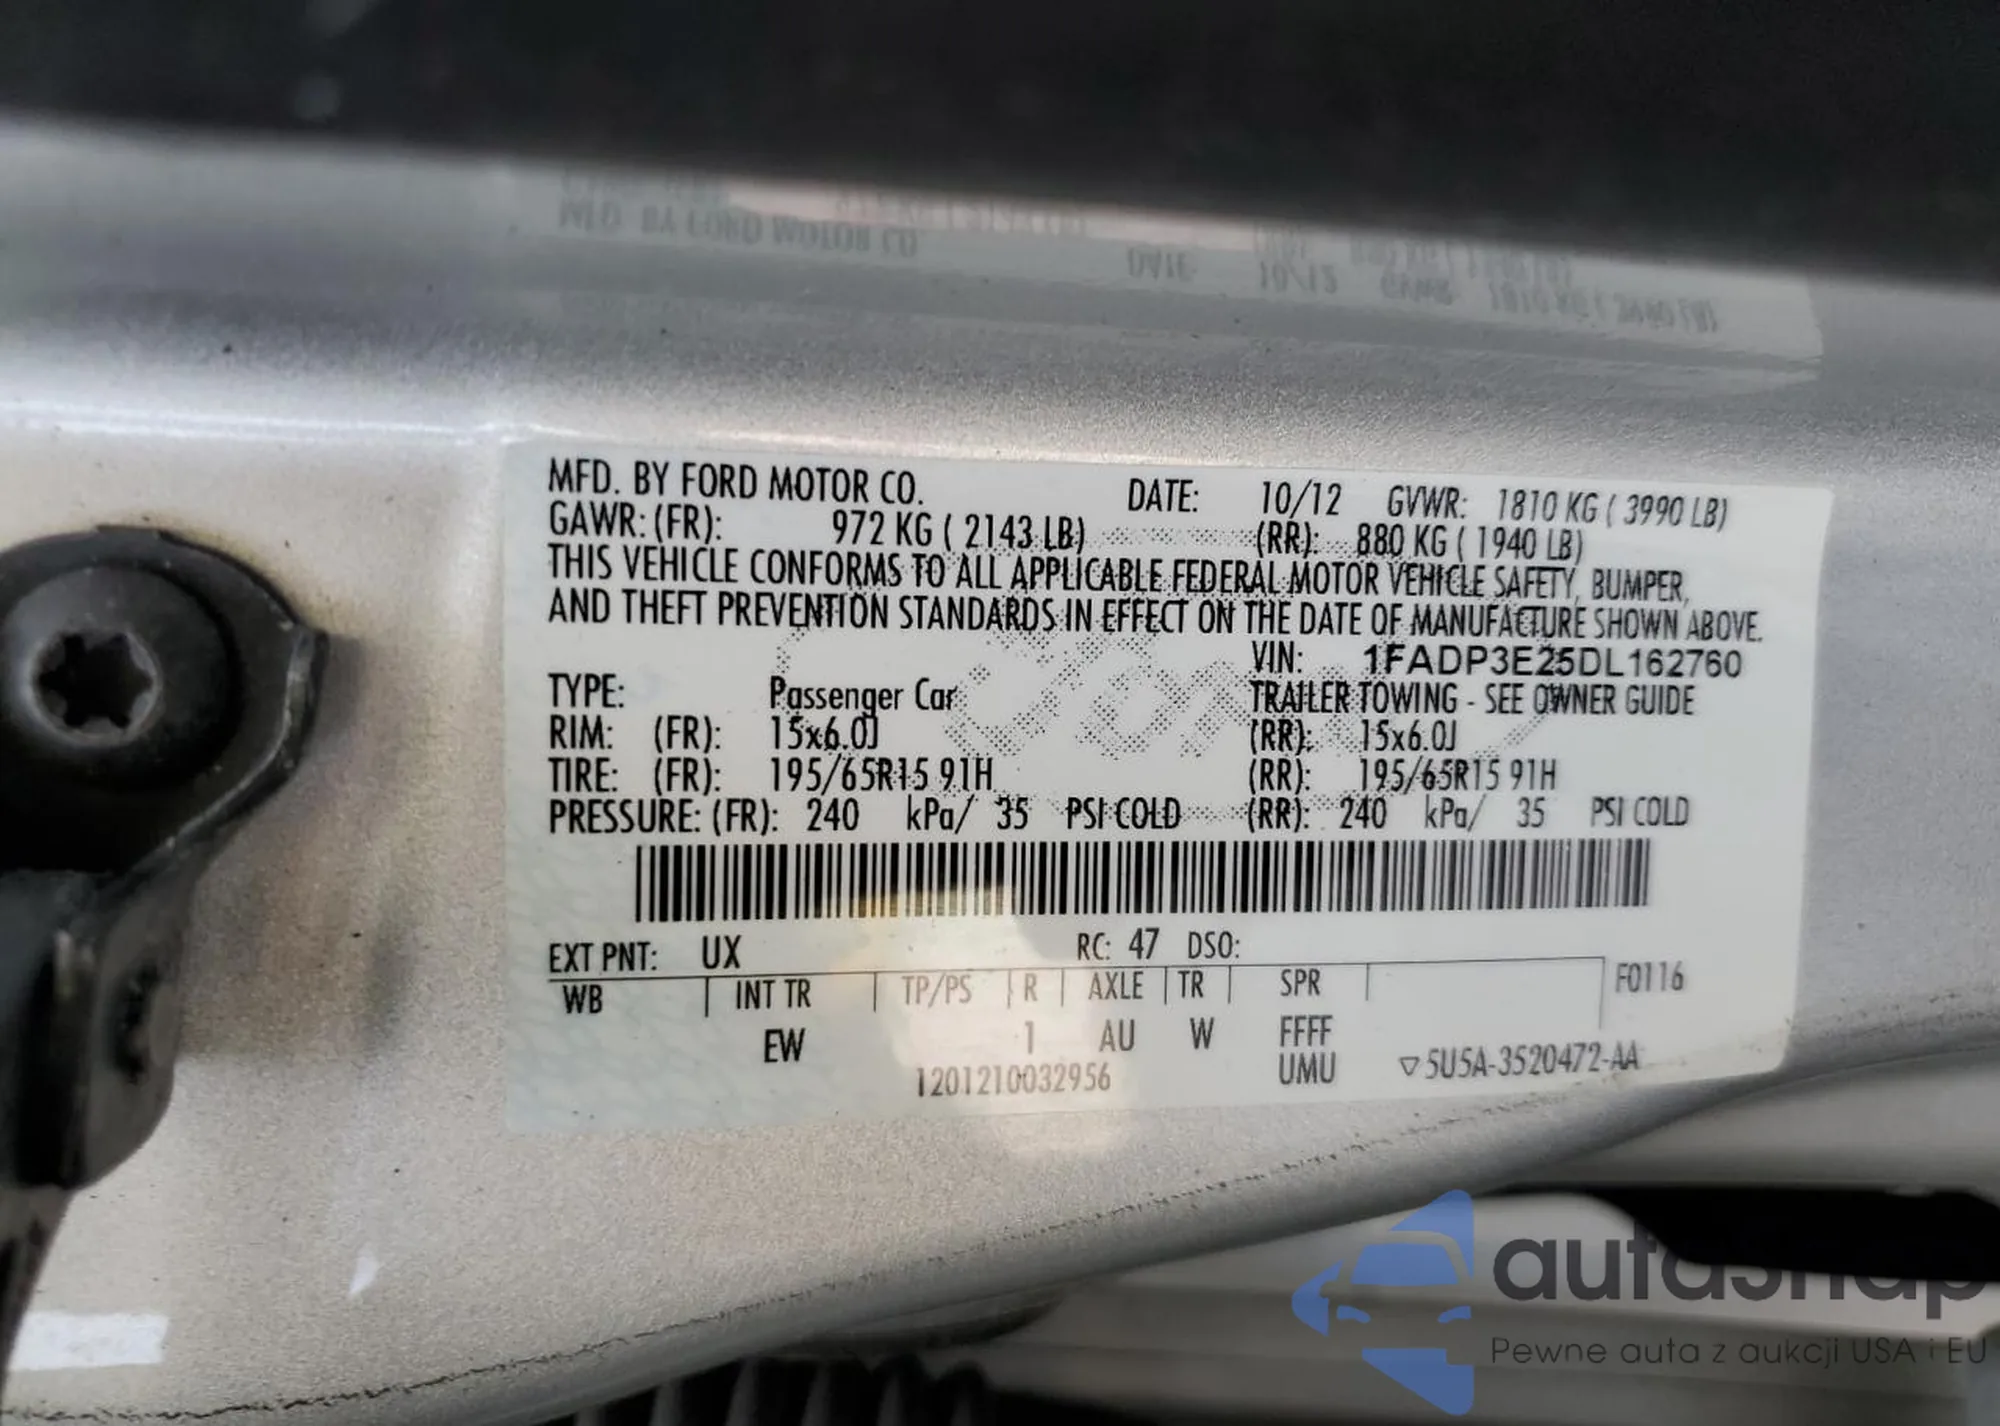 MFD. BY FORD MOTOR CO. DATE: 10/12 GVWR: 1810 KG ( 3990 LB)
GAWR: (FR): 972 KG ( 2143 LB) (RR): 880 KG ( 1940 LB)
THIS VEHICLE CONFORMS TO ALL APPLICABLE FEDERAL MOTOR VEHICLE SAFETY, BUMPER,
AND THEFT PREVENTION STANDARDS IN EFFECT ON THE DATE OF MANUFACTURE SHOWN ABOVE.
VIN: 1FADP3E25DL162760
TYPE: Passenger Car TRAILER TOWING - SEE OWNER GUIDE
RIM: (FR): 15x6.0J (RR): 15x6.0J
TIRE: (FR): 195/65R15 91H (RR): 195/65R15 91H
PRESSURE: (FR): 240 kPa/ 35 PSI COLD (RR): 240 kPa/ 35 PSI COLD
EXT PNT: UX RC: 47 DSO:
WB INT TR TP/PS R AXLE TR SPR F0116
EW 1 AU W FFFF
1201210032956 UMU ▽5U5A-3520472-AA
autasnap
Pewne auta z aukcji USA i EU